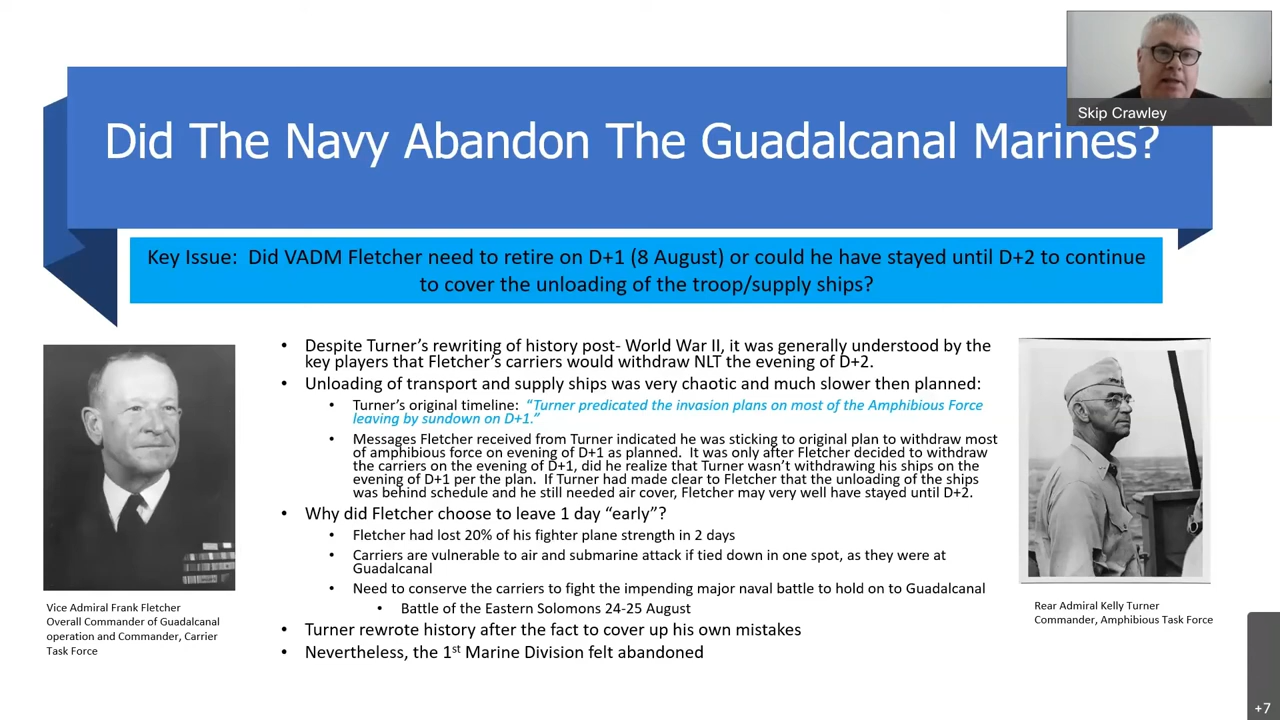 Skip Crawley
Did The Navy Abandon The Guadalcanal Marines?
Key Issue:  Did VADM Fletcher need to retire on D+1 (8 August) or could he have stayed until D+2 to continue
to cover the unloading of the troop/supply ships?
• Despite Turner's rewriting of history post- World War II, it was generally understood by the
key players that Fletcher's carriers would withdraw NLT the evening of D+2.
• Unloading of transport and supply ships was very chaotic and much slower then planned:
• Turner's original timeline:  "Turner predicated the invasion plans on most of the Amphibious Force
leaving by sundown on D+1."
• Messages Fletcher received from Turner indicated he was sticking to original plan to withdraw most
of amphibious force on evening of D+1 as planned.  It was only after Fletcher decided to withdraw
the carriers on the evening of D+1, did he realize that Turner wasn't withdrawing his ships on the
evening of D+1 per the plan.  If Turner had made clear to Fletcher that the unloading of the ships
was behind schedule and he still needed air cover, Fletcher may very well have stayed until D+2.
• Why did Fletcher choose to leave 1 day "early"?
• Fletcher had lost 20% of his fighter plane strength in 2 days
• Carriers are vulnerable to air and submarine attack if tied down in one spot, as they were at
Guadalcanal
• Need to conserve the carriers to fight the impending major naval battle to hold on to Guadalcanal
• Battle of the Eastern Solomons 24-25 August
• Turner rewrote history after the fact to cover up his own mistakes
• Nevertheless, the 1st Marine Division felt abandoned
Vice Admiral Frank Fletcher
Overall Commander of Guadalcanal
operation and Commander, Carrier
Task Force
Rear Admiral Kelly Turner
Commander, Amphibious Task Force
+7